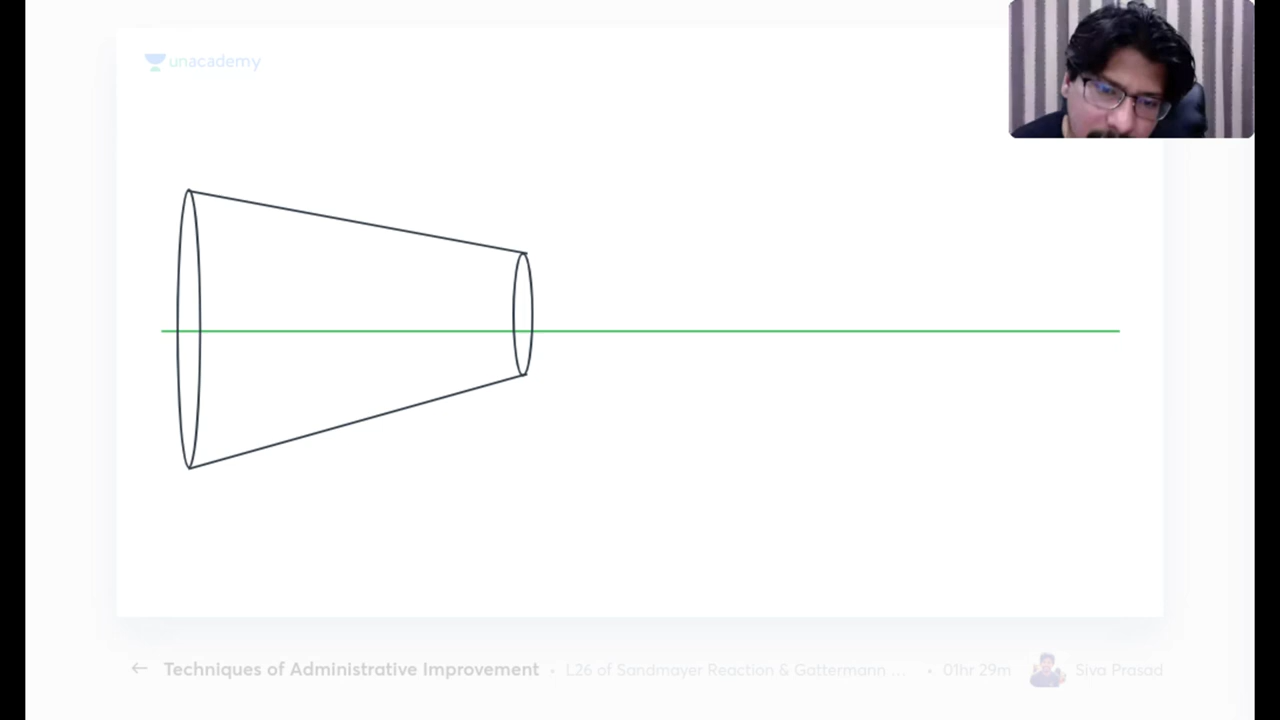 unacademy
← Techniques of Administrative Improvement • L26 of Sandmayer Reaction & Gattermann ... • 01hr 29m Siva Prasad